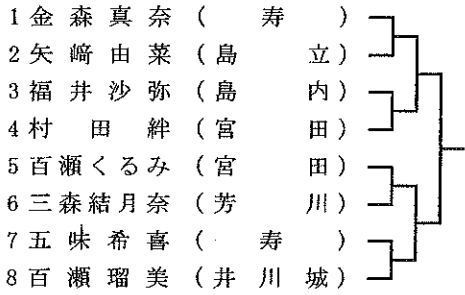 1 金森真奈 (寿)
2 矢﨑由菜 (島立)
3 福井沙弥 (島内)
4 村田絆 (宮田)
5 百瀬くるみ (宮田)
6 三森結月奈 (芳川)
7 五味希喜 (寿)
8 百瀬瑠美 (井川城)